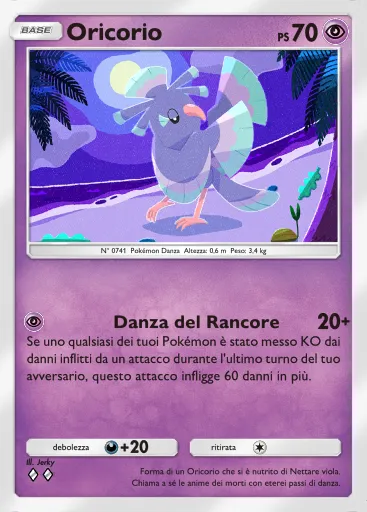 BASE
Oricorio
PS 70
N° 0741 Pokémon Danza Altezza: 0,6 m Peso: 3,4 kg
Danza del Rancore 20+
Se uno qualsiasi dei tuoi Pokémon è stato messo KO dai
danni inflitti da un attacco durante l'ultimo turno del tuo
avversario, questo attacco infligge 60 danni in più.
debolezza +20
ritirata
Ill. Jerky
Forma di un Oricorio che si è nutrito di Nettare viola.
Chiama a sé le anime dei morti con eterei passi di danza.